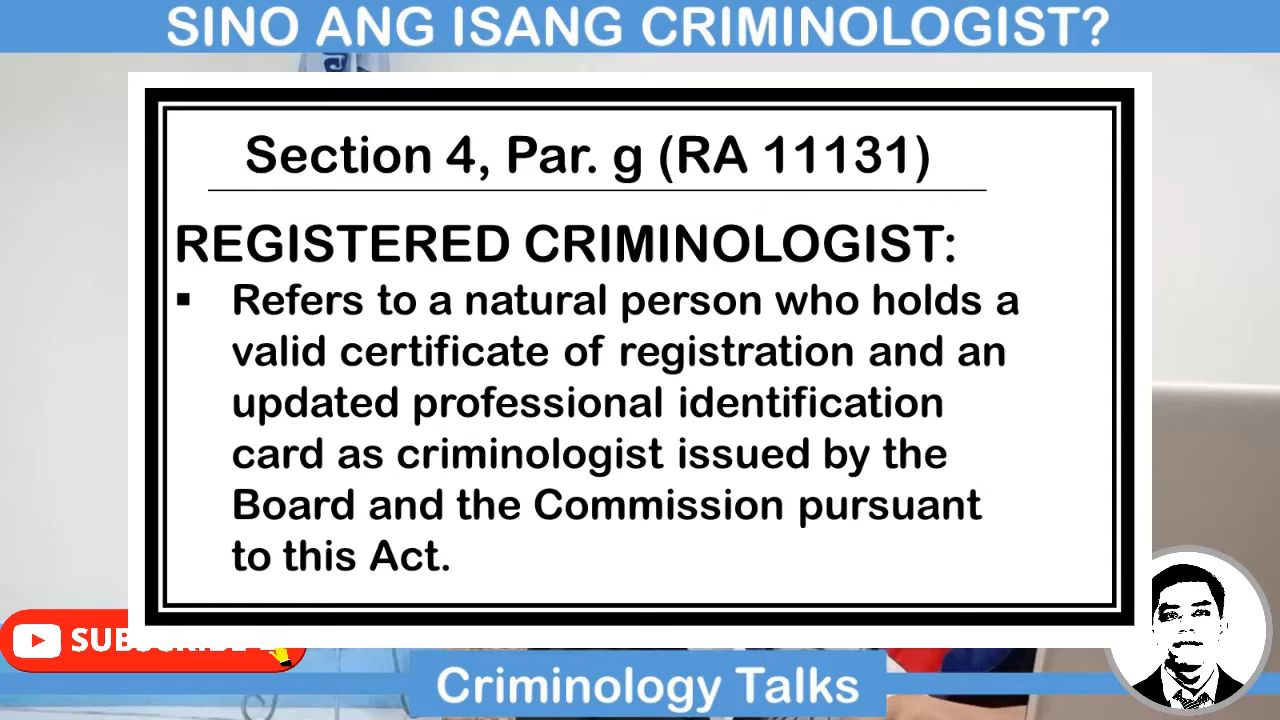 SINO ANG ISANG CRIMINOLOGIST?
Section 4, Par. g (RA 11131)
REGISTERED CRIMINOLOGIST:
▪ Refers to a natural person who holds a
valid certificate of registration and an
updated professional identification
card as criminologist issued by the
Board and the Commission pursuant
to this Act.
Criminology Talks